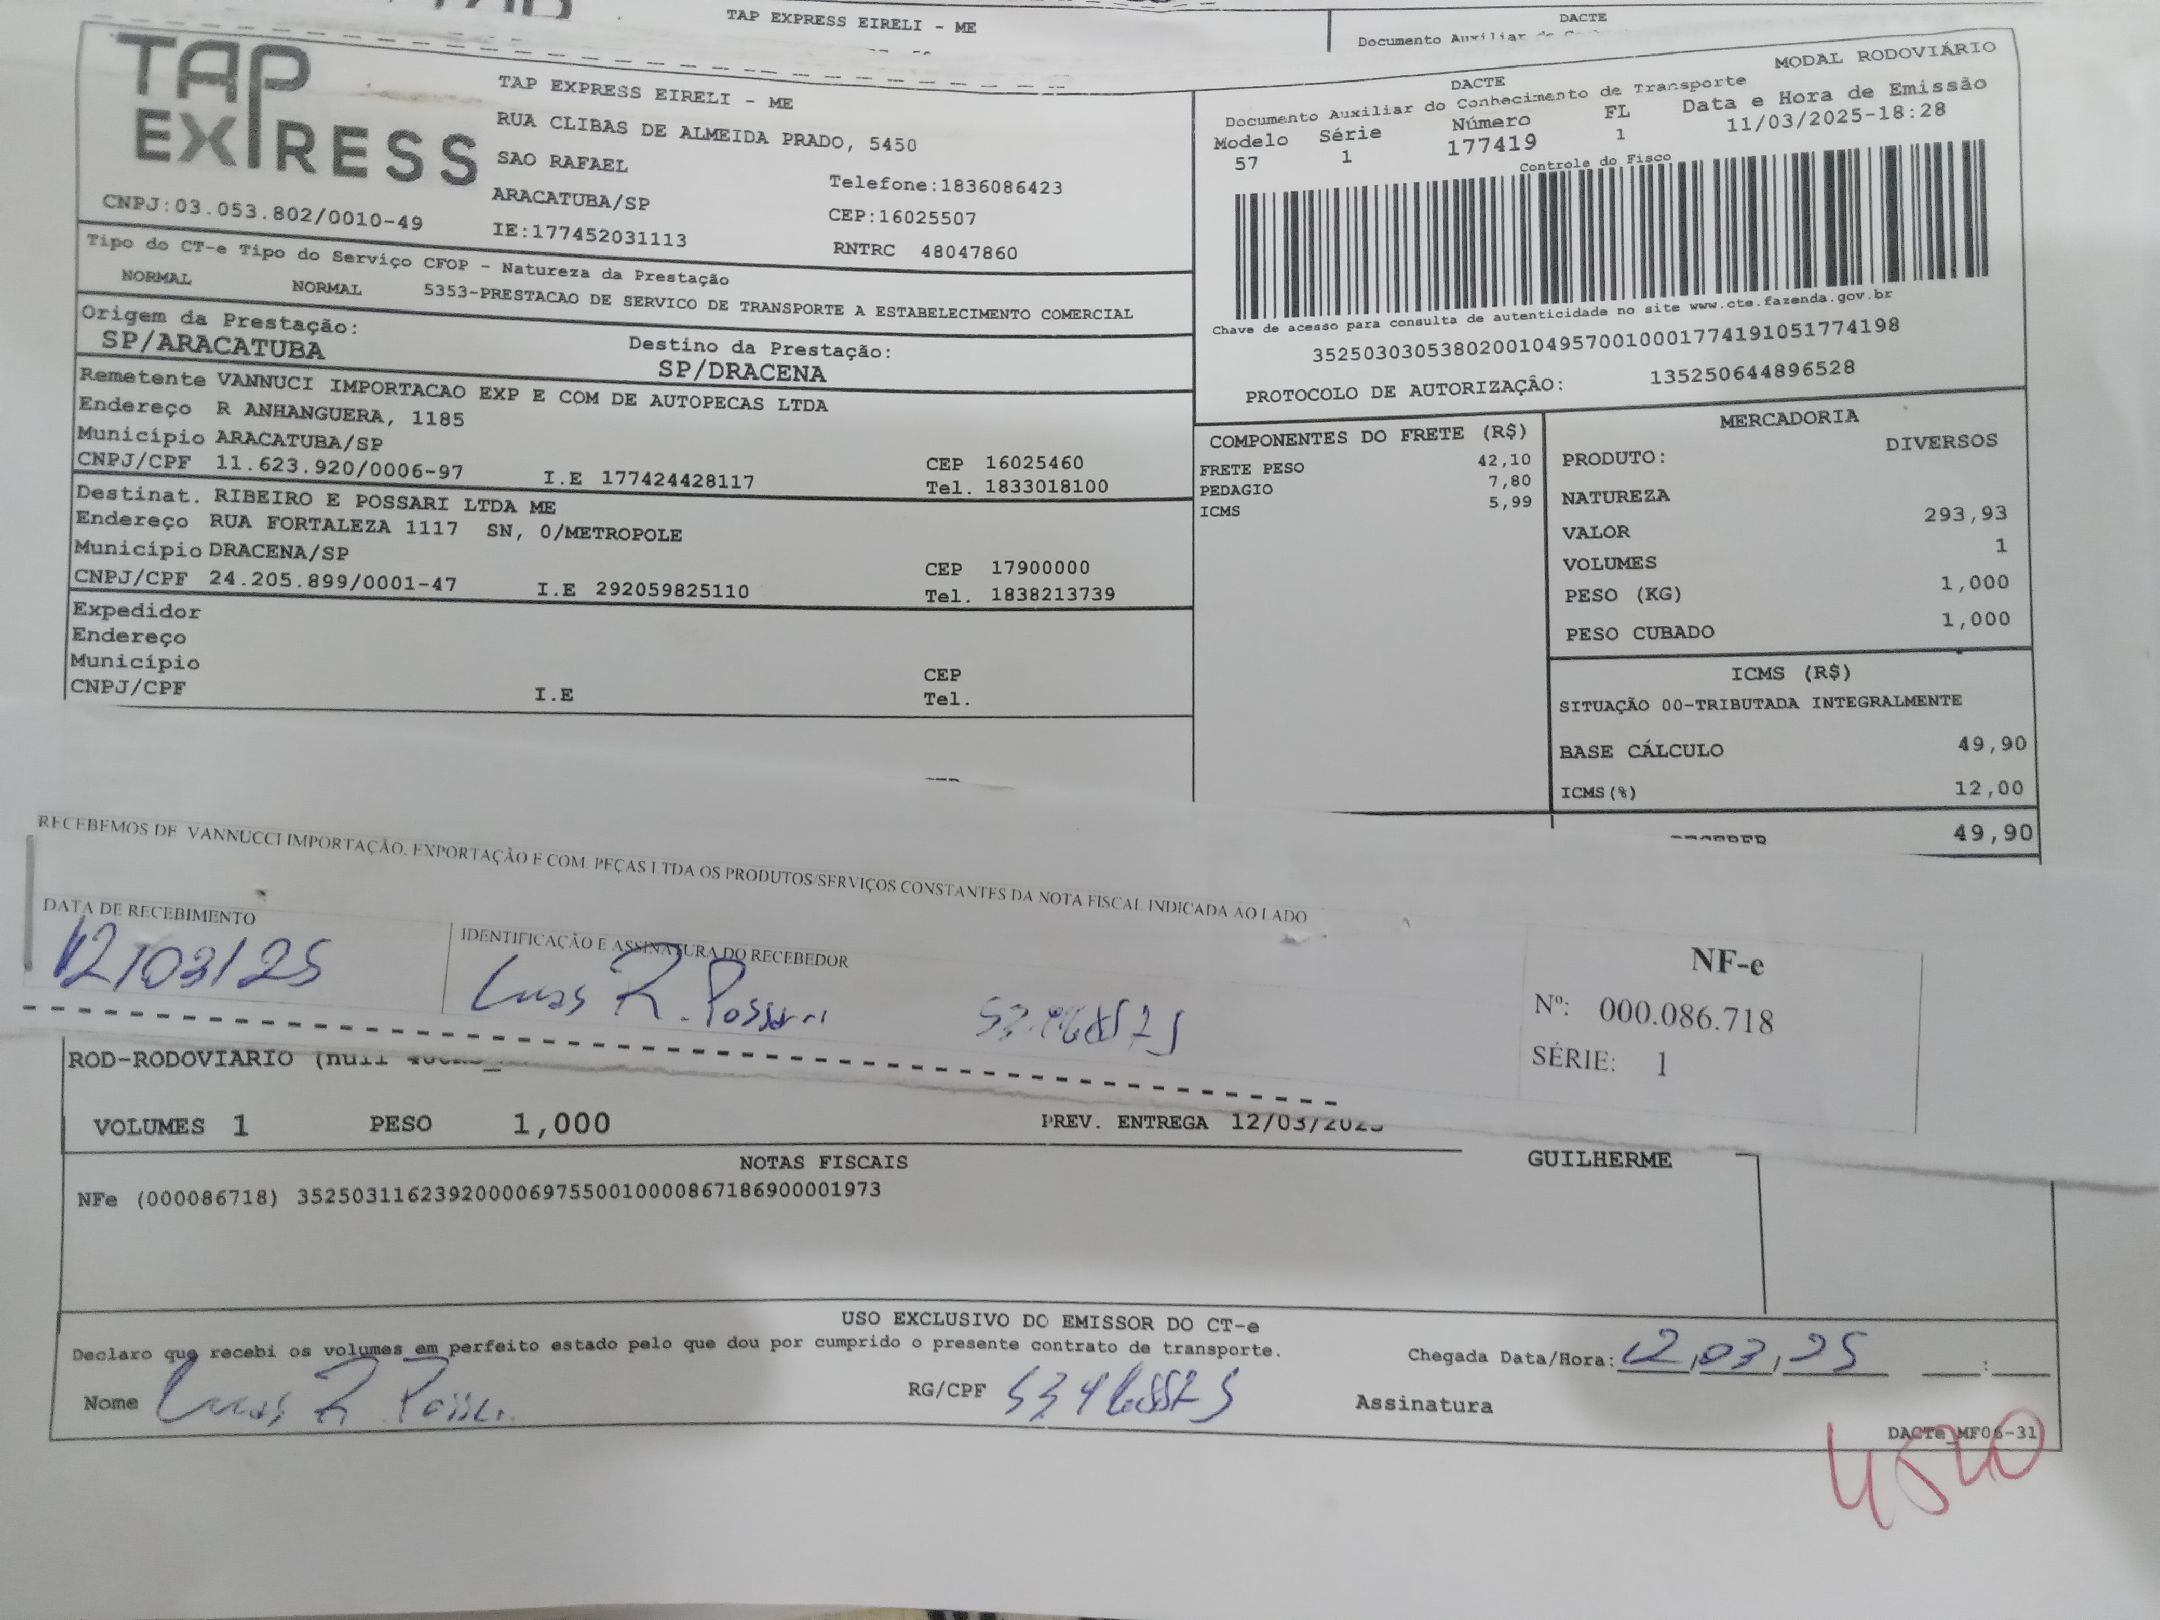 TAP EXPRESS EIRELI - ME
DACTE
Documento Auxiliar
TAP
EXPRESS
CNPJ:03.053.802/0010-49
TAP EXPRESS EIRELI - ME
RUA CLIBAS DE ALMEIDA PRADO, 5450
SAO RAFAEL
ARACATUBA/SP
IE:177452031113
Telefone:1836086423
CEP:16025507
RNTRC 48047860
MODAL RODOVIÁRIO
DACTE
Documento Auxiliar do Conhecimento de Transporte
Modelo Série Número FL Data e Hora de Emissão
57 1 177419 1 11/03/2025-18:28
Controle do Fisco
Chave de acesso para consulta de autenticidade no site www.cte.fazenda.gov.br
35250303053802001049570010001774191051774198
PROTOCOLO DE AUTORIZAÇÃO: 135250644896528
Tipo do CT-e Tipo do Serviço CFOP - Natureza da Prestação
NORMAL NORMAL 5353-PRESTACAO DE SERVICO DE TRANSPORTE A ESTABELECIMENTO COMERCIAL
Origem da Prestação: Destino da Prestação:
SP/ARACATUBA SP/DRACENA
Remetente VANNUCI IMPORTACAO EXP E COM DE AUTOPECAS LTDA
Endereço R ANHANGUERA, 1185
Município ARACATUBA/SP CEP 16025460
CNPJ/CPF 11.623.920/0006-97 I.E 177424428117 Tel. 1833018100
Destinat. RIBEIRO E POSSARI LTDA ME
Endereço RUA FORTALEZA 1117 SN, 0/METROPOLE
Município DRACENA/SP CEP 17900000
CNPJ/CPF 24.205.899/0001-47 I.E 292059825110 Tel. 1838213739
Expedidor
Endereço
Município CEP
CNPJ/CPF I.E Tel.
COMPONENTES DO FRETE (R$)
FRETE PESO 42,10
PEDAGIO 7,80
ICMS 5,99
MERCADORIA
PRODUTO: DIVERSOS
NATUREZA
VALOR 293,93
VOLUMES 1
PESO (KG) 1,000
PESO CUBADO 1,000
ICMS (R$)
SITUAÇÃO 00-TRIBUTADA INTEGRALMENTE
BASE CÁLCULO 49,90
ICMS(%) 12,00
49,90
RECEBEMOS DE VANNUCCI IMPORTAÇÃO, EXPORTAÇÃO E COM. PEÇAS LTDA OS PRODUTOS/SERVIÇOS CONSTANTES DA NOTA FISCAL INDICADA AO LADO
DATA DE RECEBIMENTO IDENTIFICAÇÃO E ASSINATURA DO RECEBEDOR
12/03/25 Lucas R. Possari
NF-e
Nº: 000.086.718
SÉRIE: 1
ROD-RODOVIARIO (null
VOLUMES 1 PESO 1,000 PREV. ENTREGA 12/03/2025
NOTAS FISCAIS GUILHERME
NFe (000086718) 35250311623920000697550010000867186900001973
USO EXCLUSIVO DO EMISSOR DO CT-e
Declaro que recebi os volumes em perfeito estado pelo que dou por cumprido o presente contrato de transporte. Chegada Data/Hora: 12,03,25 :
Nome Lucas R. Possari RG/CPF Assinatura
DACTe_MF06-31